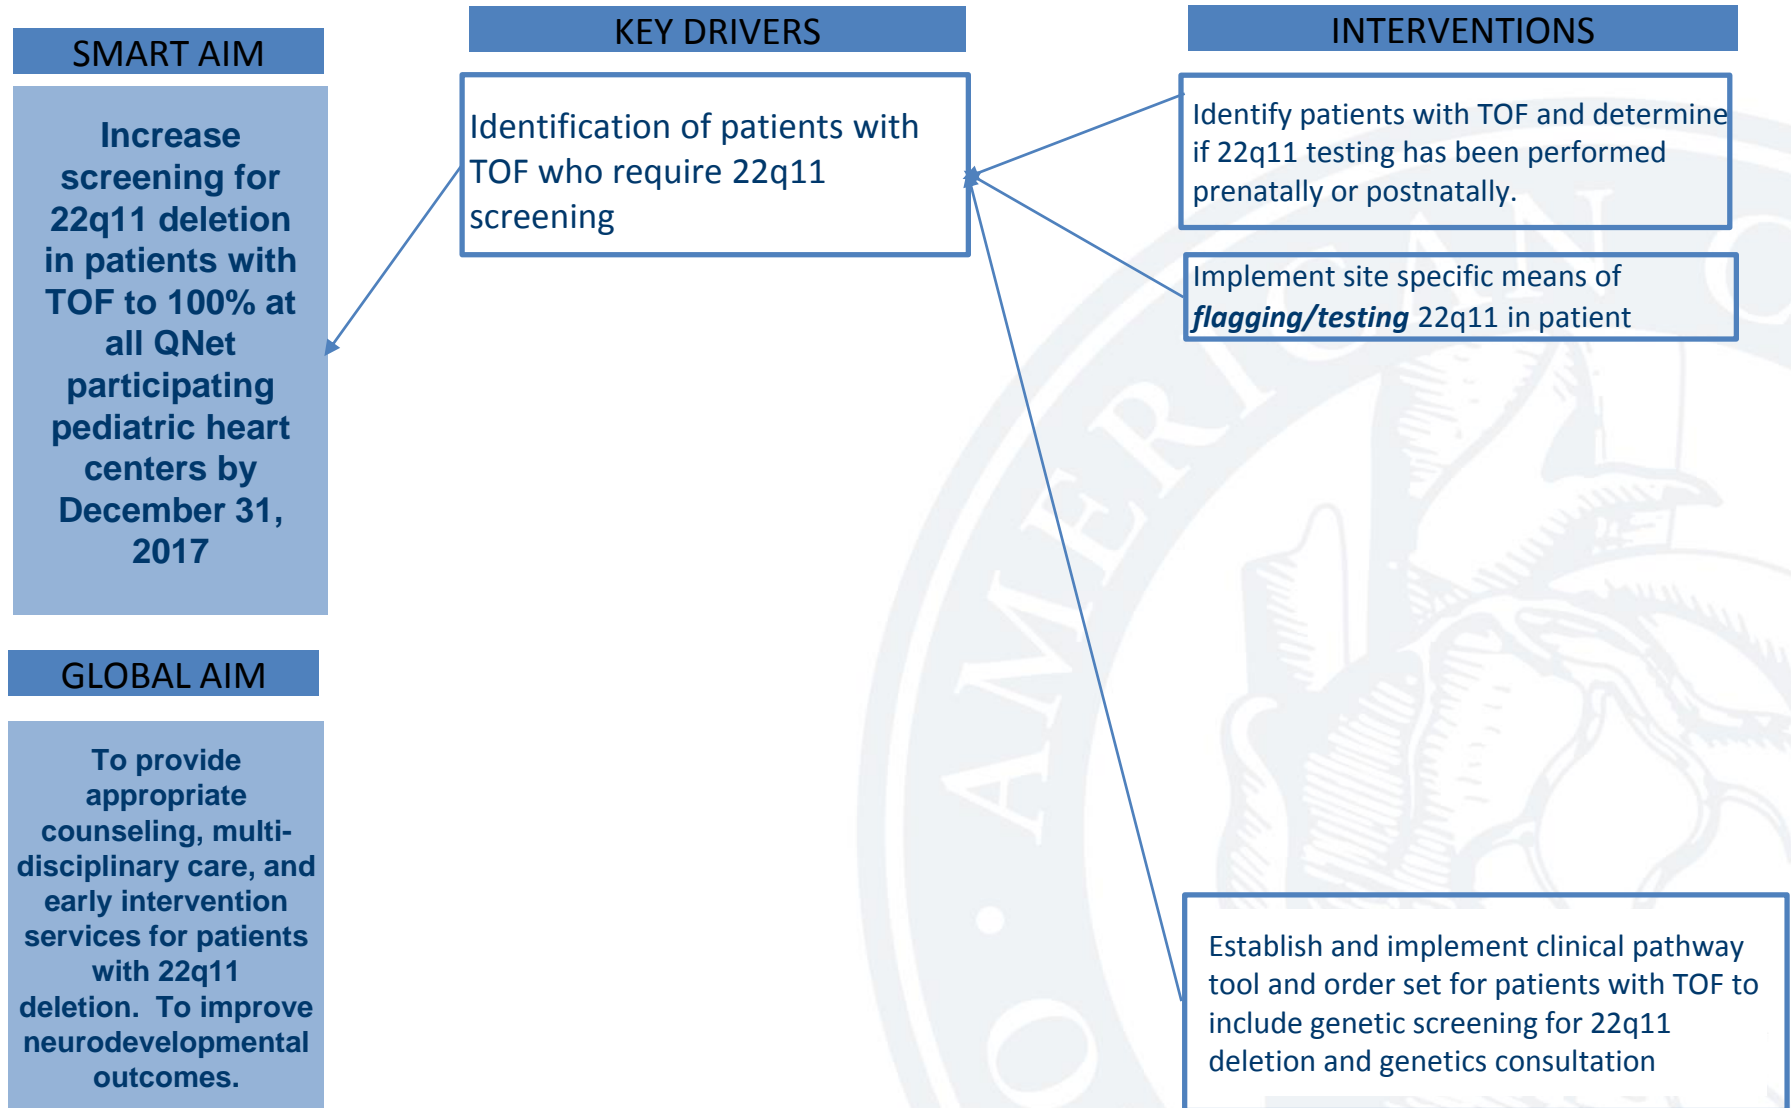 SMART AIM
Increase
screening for
22q11 deletion
in patients with
TOF to 100% at
all QNet
participating
pediatric heart
centers by
December 31,
2017
GLOBAL AIM
To provide
appropriate
counseling, multi-
disciplinary care, and
early intervention
services for patients
with 22q11
deletion.  To improve
neurodevelopmental
outcomes.
KEY DRIVERS
Identification of patients with
TOF who require 22q11
screening
INTERVENTIONS
Identify patients with TOF and determine
if 22q11 testing has been performed
prenatally or postnatally.
Implement site specific means of
flagging/testing 22q11 in patient
Establish and implement clinical pathway
tool and order set for patients with TOF to
include genetic screening for 22q11
deletion and genetics consultation
AMERICAN